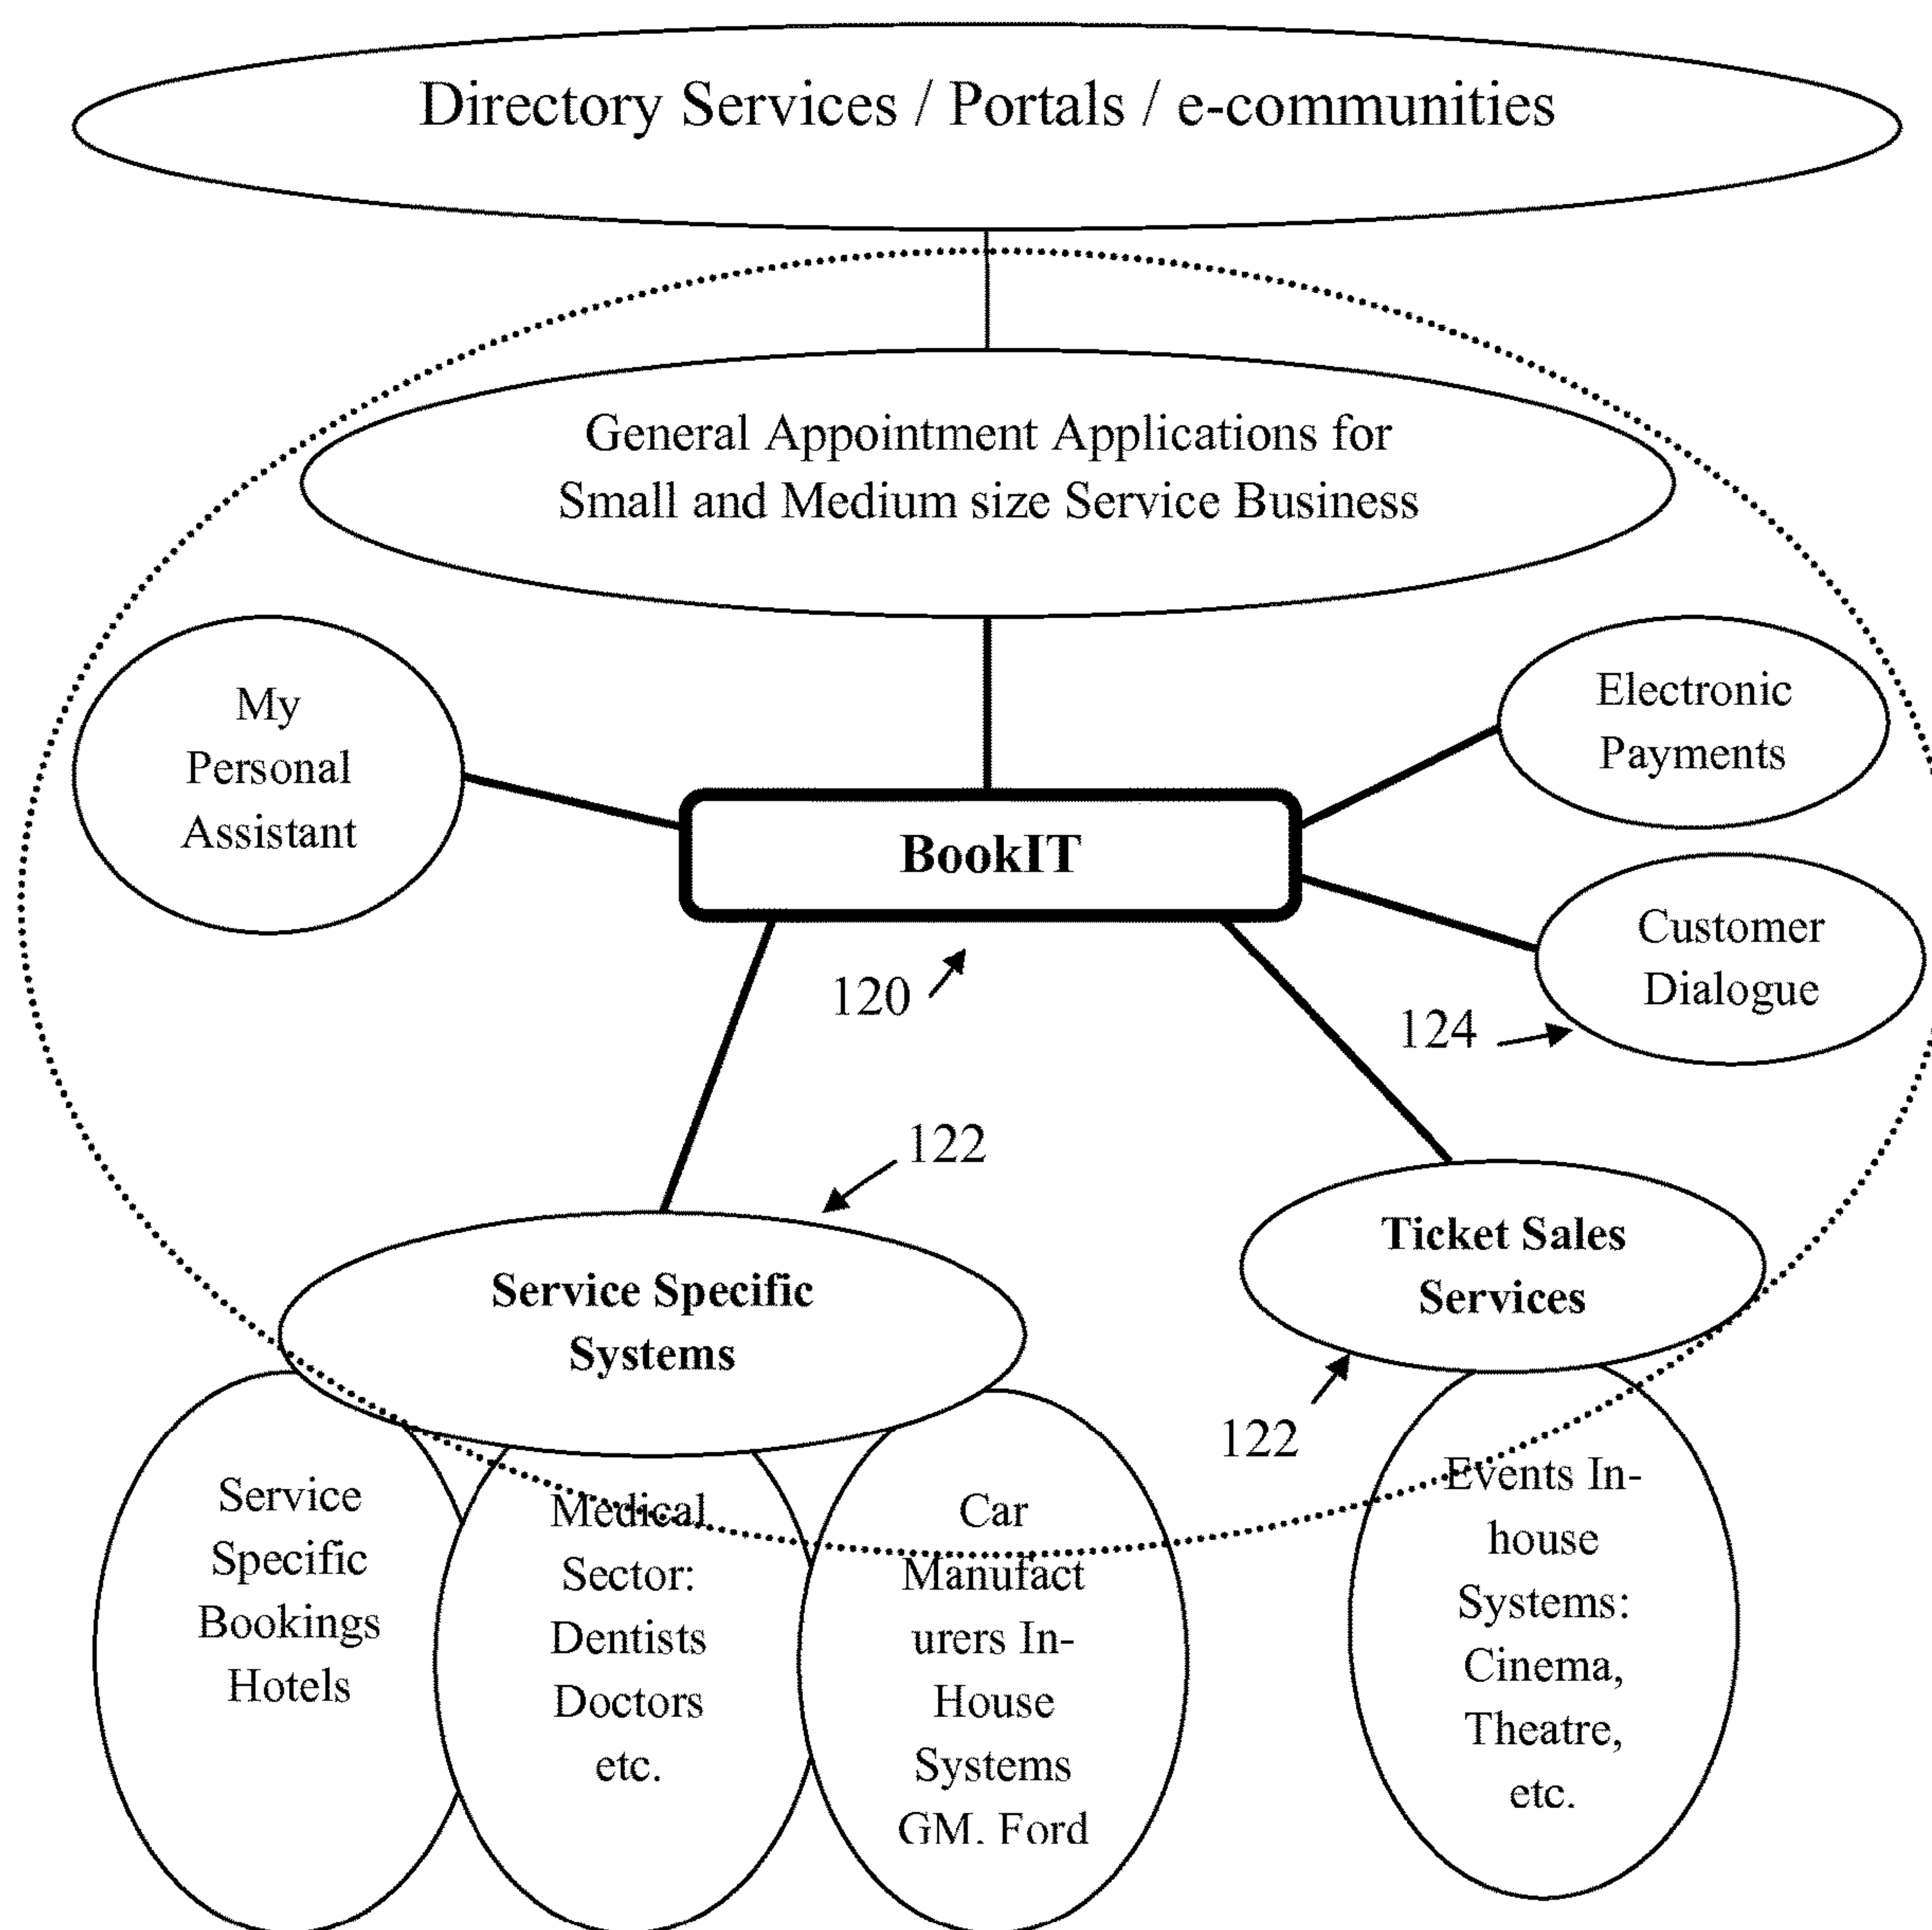 Directory Services / Portals / e-communities
General Appointment Applications for
Small and Medium size Service Business
My
Personal
Assistant
Electronic
Payments
BookIT
Customer
Dialogue
120
124
122
Service Specific
Systems
Ticket Sales
Services
122
Service
Specific
Bookings
Hotels
Medical
Sector:
Dentists
Doctors
etc.
Car
Manufact
urers In-
House
Systems
GM, Ford
Events In-
house
Systems:
Cinema,
Theatre,
etc.